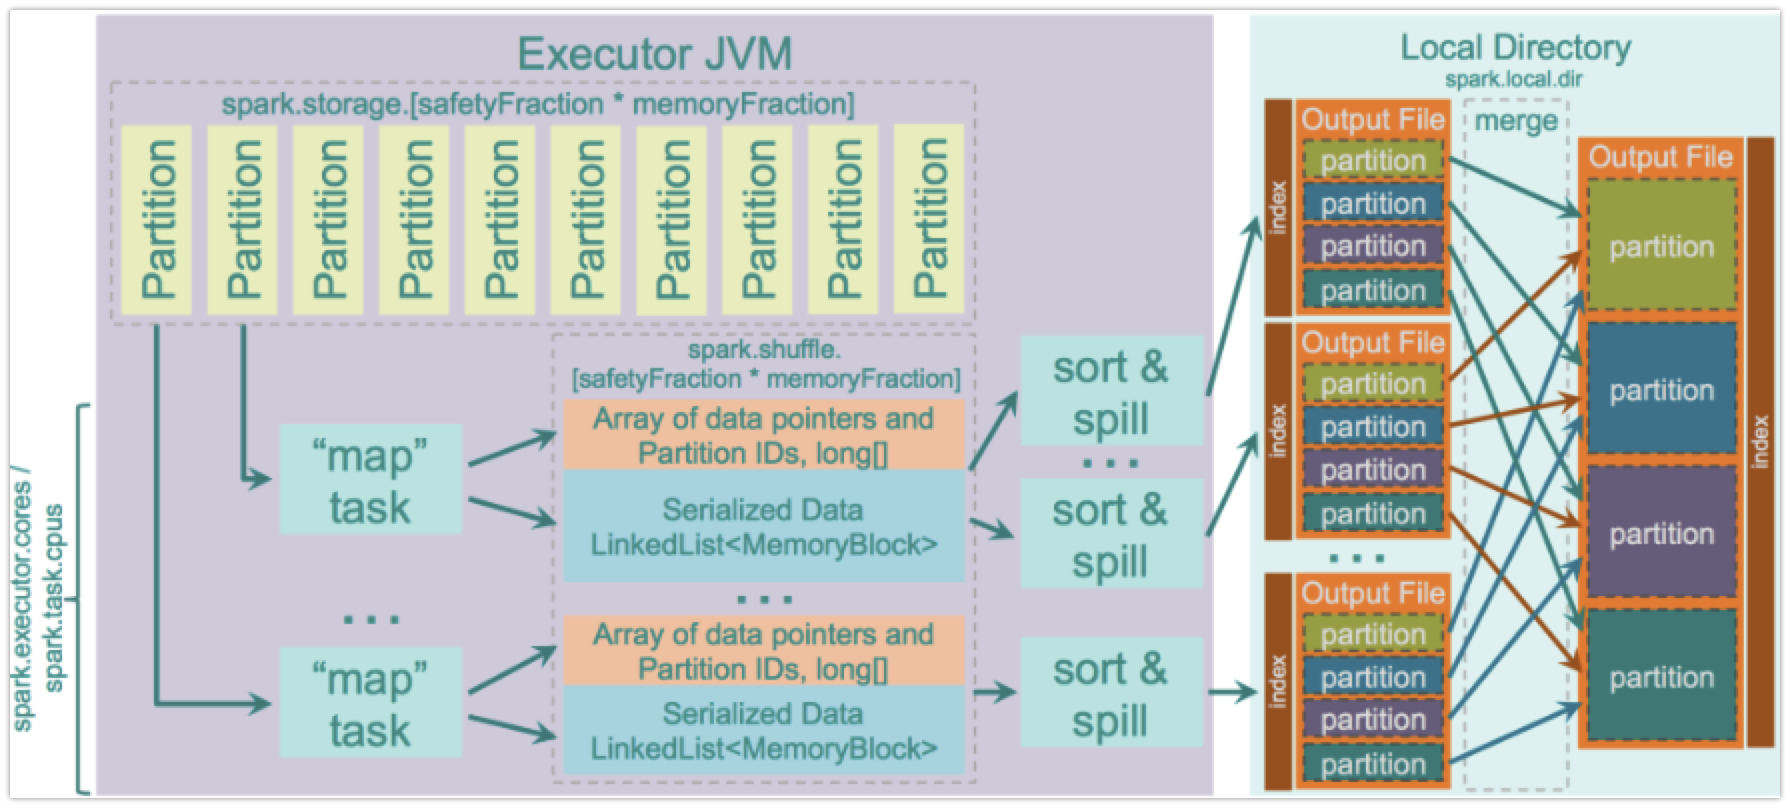 Executor JVM
spark.storage.[safetyFraction * memoryFraction]
Partition
Partition
Partition
Partition
Partition
Partition
Partition
Partition
Partition
Partition
spark.executor.cores /
spark.task.cpus
"map"
task
...
"map"
task
spark.shuffle.
[safetyFraction * memoryFraction]
Array of data pointers and
Partition IDs, long[]
Serialized Data
LinkedList<MemoryBlock>
...
Array of data pointers and
Partition IDs, long[]
Serialized Data
LinkedList<MemoryBlock>
sort &
spill
...
sort &
spill
sort &
spill
Local Directory
spark.local.dir
index
Output File
partition
partition
partition
partition
index
Output File
partition
partition
partition
partition
...
index
Output File
partition
partition
partition
partition
merge
Output File
partition
partition
partition
partition
index